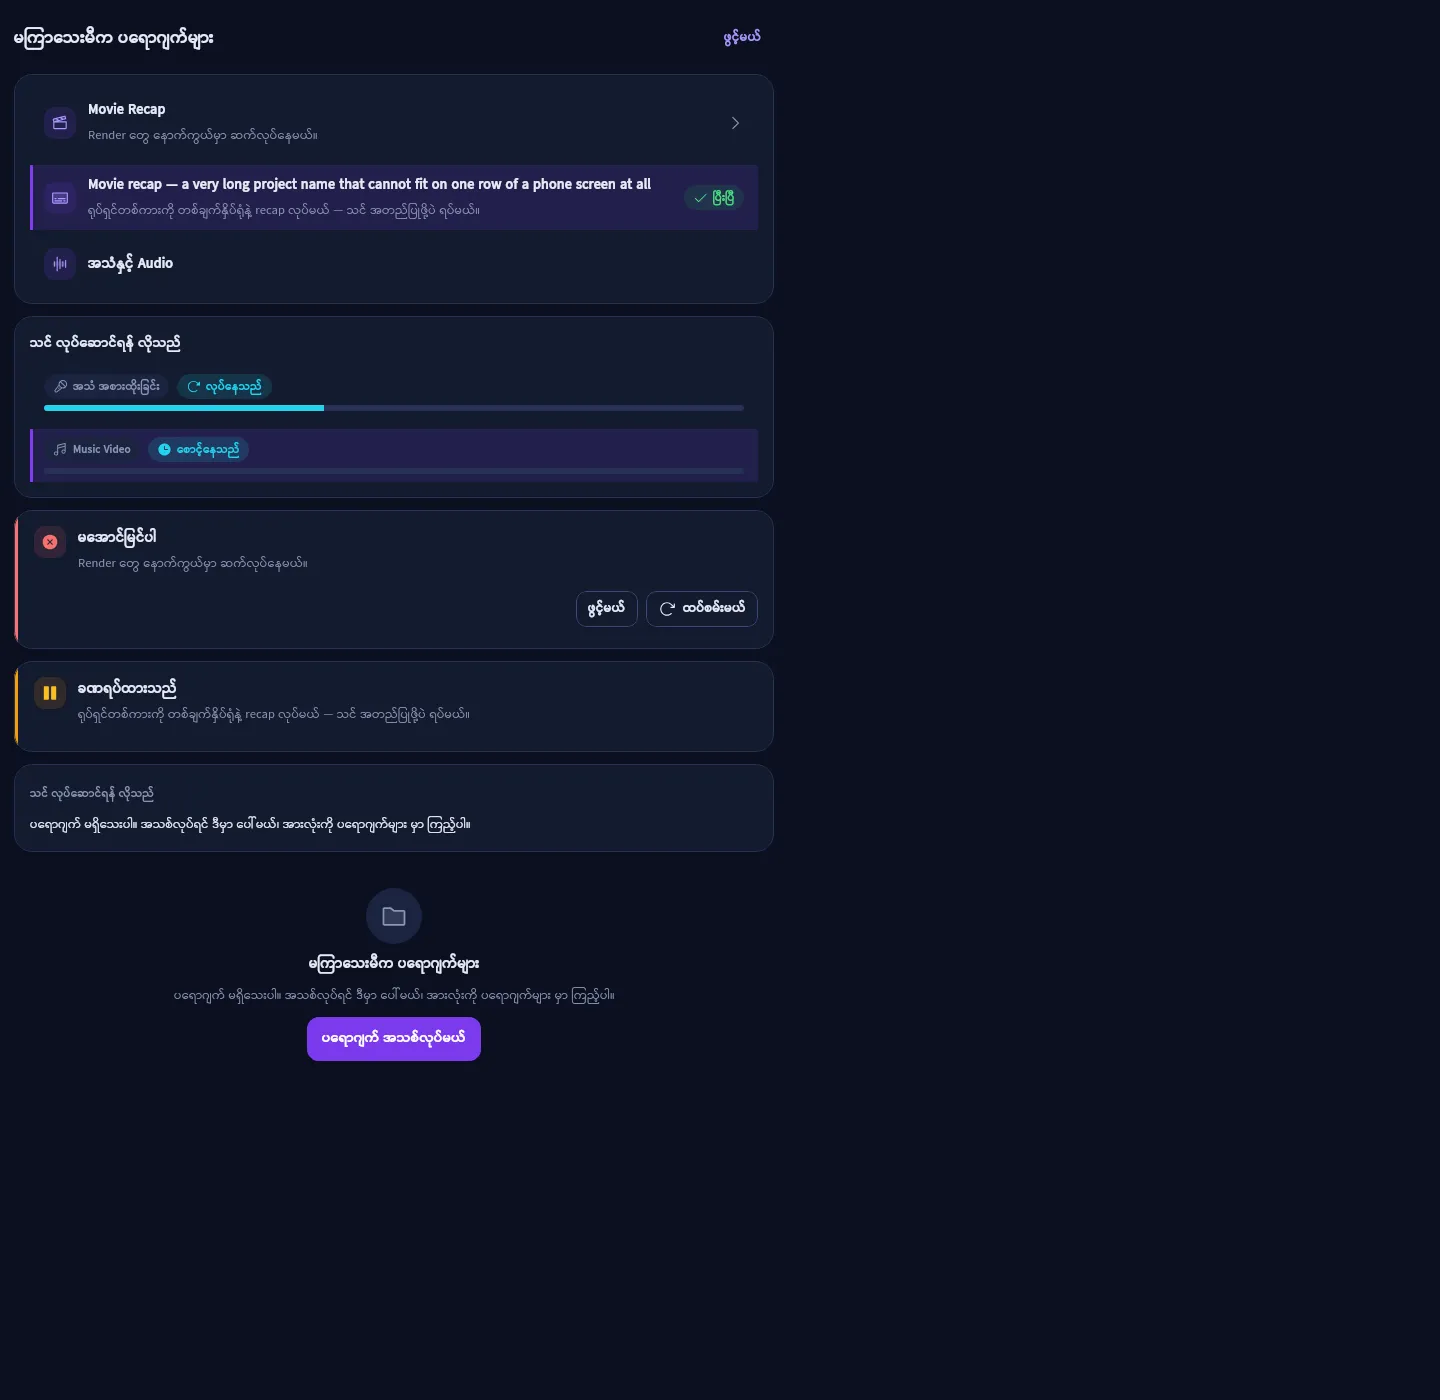 မကြာသေးမီက ပရောဂျက်များ
ဖွင့်မယ်
Movie Recap
Render တွေ နောက်ကွယ်မှာ ဆက်လုပ်နေမယ်။
Movie recap — a very long project name that cannot fit on one row of a phone screen at all
ရုပ်ရှင်တစ်ကားကို တစ်ချက်နှိပ်ရုံနဲ့ recap လုပ်မယ် — သင် အတည်ပြုဖို့ပဲ ရပ်မယ်။
ပြီးပြီ
အသံနှင့် Audio
သင် လုပ်ဆောင်ရန် လိုသည်
အသံ အစားထိုးခြင်း
လုပ်နေသည်
Music Video
စောင့်နေသည်
မအောင်မြင်ပါ
Render တွေ နောက်ကွယ်မှာ ဆက်လုပ်နေမယ်။
ဖွင့်မယ်
ထပ်စမ်းမယ်
ခဏရပ်ထားသည်
ရုပ်ရှင်တစ်ကားကို တစ်ချက်နှိပ်ရုံနဲ့ recap လုပ်မယ် — သင် အတည်ပြုဖို့ပဲ ရပ်မယ်။
သင် လုပ်ဆောင်ရန် လိုသည်
ပရောဂျက် မရှိသေးပါ။ အသစ်လုပ်ရင် ဒီမှာ ပေါ်မယ်၊ အားလုံးကို ပရောဂျက်များ မှာ ကြည့်ပါ။
မကြာသေးမီက ပရောဂျက်များ
ပရောဂျက် မရှိသေးပါ။ အသစ်လုပ်ရင် ဒီမှာ ပေါ်မယ်၊ အားလုံးကို ပရောဂျက်များ မှာ ကြည့်ပါ။
ပရောဂျက် အသစ်လုပ်မယ်